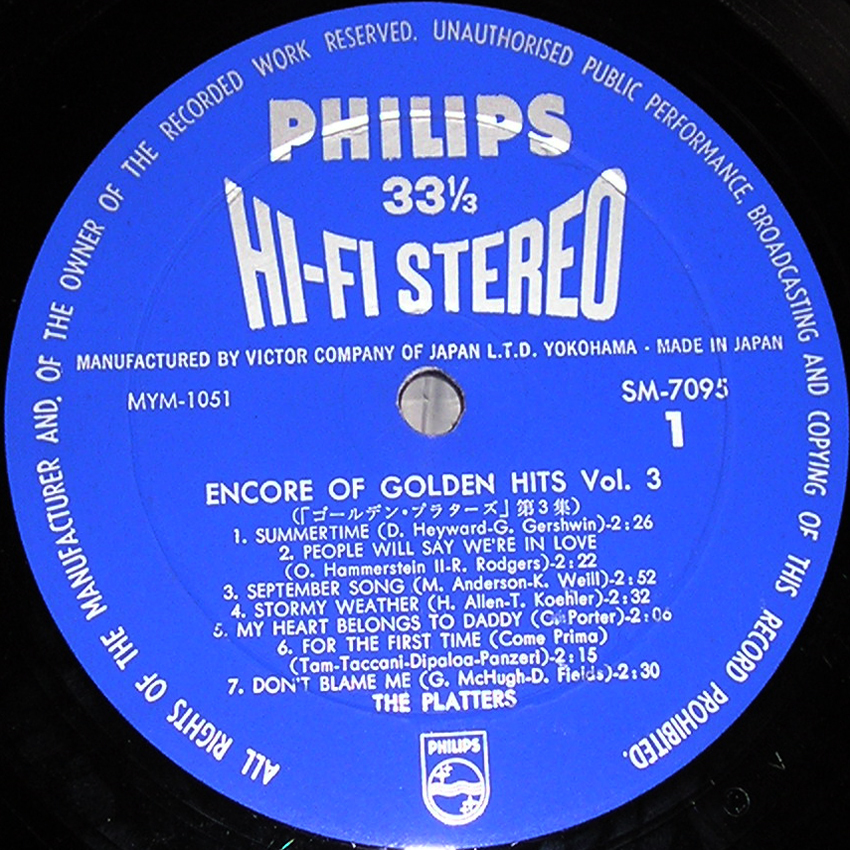 ALL RIGHTS OF THE MANUFACTURER AND, OF THE OWNER OF THE RECORDED WORK RESERVED. UNAUTHORISED PUBLIC PERFORMANCE, BROADCASTING AND COPYING OF THIS RECORD PROHIBITED.
PHILIPS
33⅓
HI-FI STEREO
MANUFACTURED BY VICTOR COMPANY OF JAPAN L.T.D. YOKOHAMA - MADE IN JAPAN
MYM-1051
SM-7095
1
ENCORE OF GOLDEN HITS Vol. 3
(「ゴールデン・プラターズ」第3集)
1. SUMMERTIME (D. Heyward-G. Gershwin)-2:26
2. PEOPLE WILL SAY WE'RE IN LOVE
(O. Hammerstein II-R. Rodgers)-2:22
3. SEPTEMBER SONG (M. Anderson-K. Weill)-2:52
4. STORMY WEATHER (H. Allen-T. Koehler)-2:32
5. MY HEART BELONGS TO DADDY (C. Porter)-2:06
6. FOR THE FIRST TIME (Come Prima)
(Tam-Taccani-Dipaloa-Panzeri)-2:15
7. DON'T BLAME ME (G. McHugh-D. Fields)-2:30
THE PLATTERS
PHILIPS